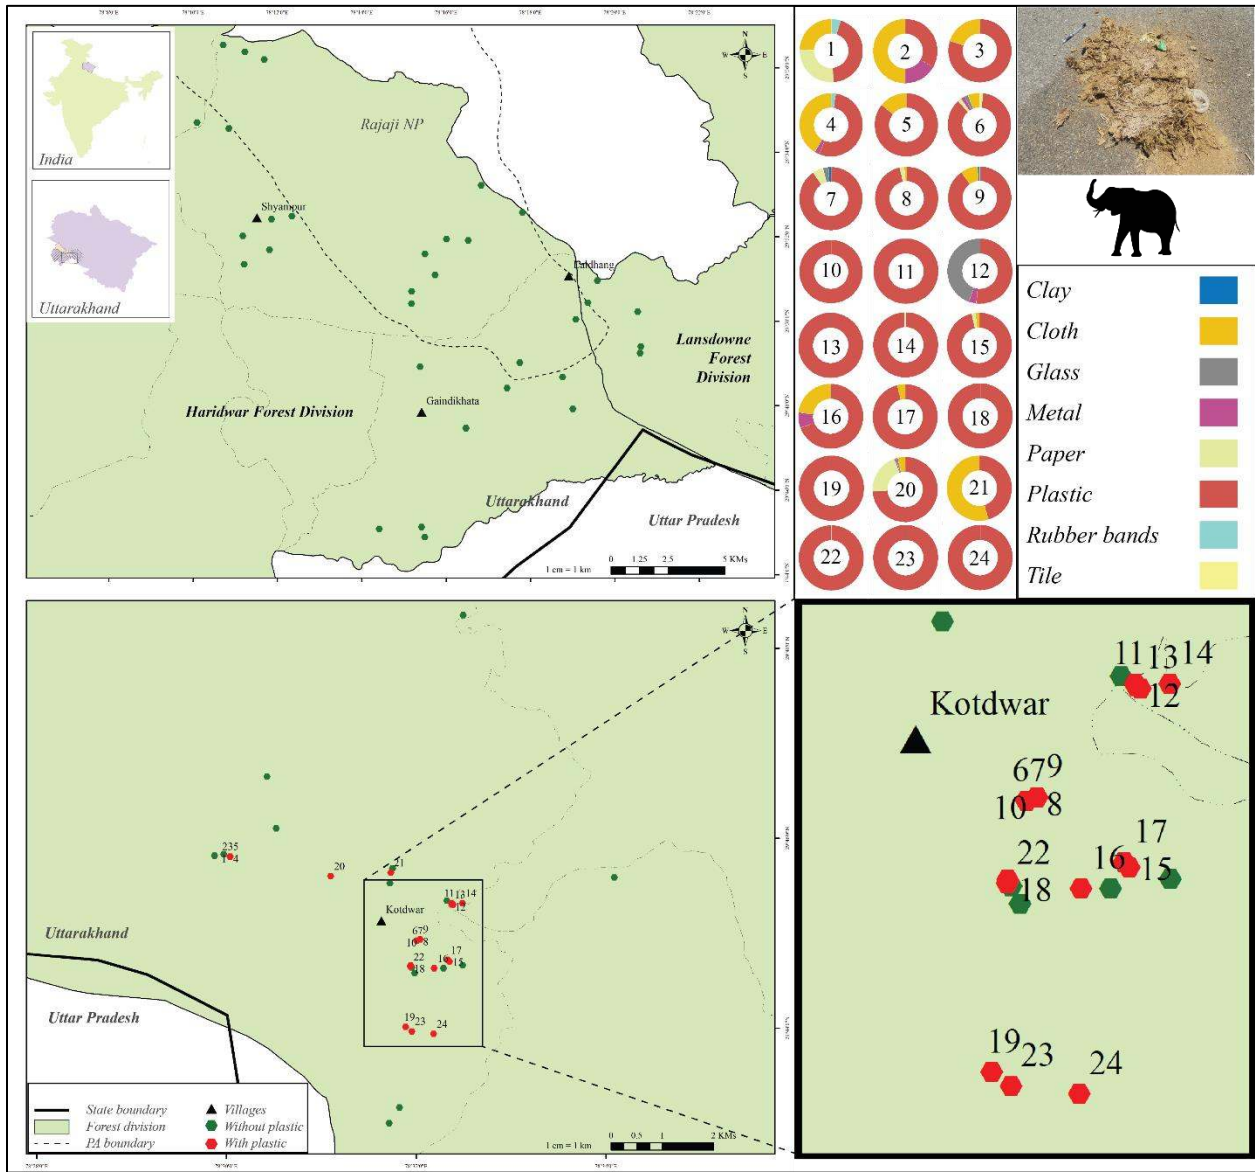 India
Uttarakhand
Rajaji NP
N
W E
S
Shyampur
Laldhang
Lansdowne
Forest
Division
Haridwar Forest Division
Gaindikhata
Uttarakhand
Uttar Pradesh
0 1.25 2.5 5 KMs
1 cm = 1 km
1 2 3
4 5 6
7 8 9
10 11 12
13 14 15
16 17 18
19 20 21
22 23 24
Clay
Cloth
Glass
Metal
Paper
Plastic
Rubber bands
Tile
N
W E
S
235
1 4
20
21
11 13 14
12
Kotdwar
679
10 8
17
22 16 15
18
19 23 24
Uttarakhand
Uttar Pradesh
State boundary
Forest division
PA boundary
Villages
Without plastic
With plastic
0 0.5 1 2 KMs
1 cm = 1 km
11 13 14
12
Kotdwar
679
10 8
17
22 16 15
18
19 23 24